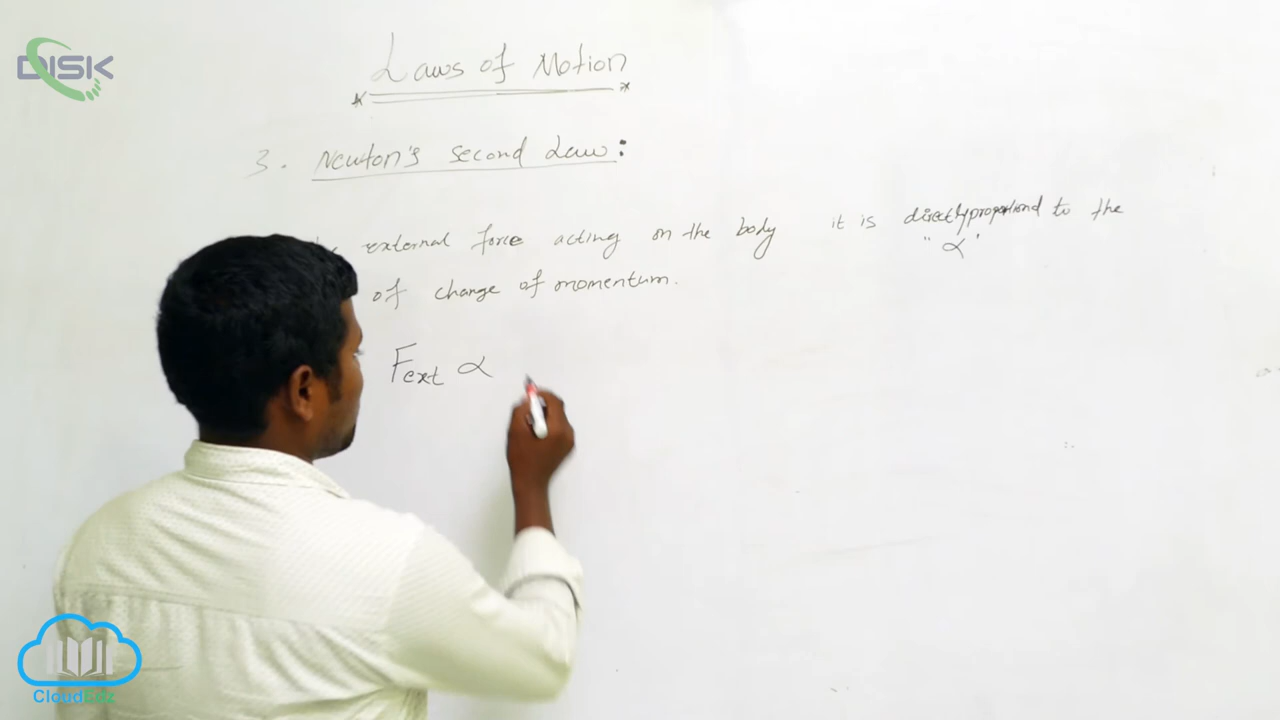 DISK
Laws of Motion
3. Newton's second Law:
external force acting on the body it is directly proportional to the
"α"
of change of momentum.
Fext α
CloudEdz